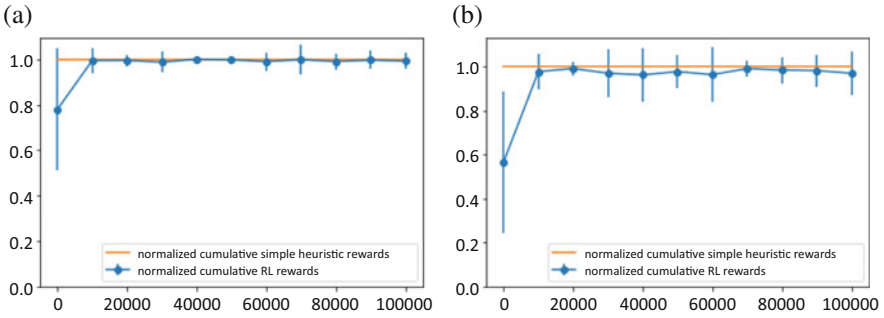 (a)
1.0
0.8
0.6
0.4
0.2
0.0
normalized cumulative simple heuristic rewards
normalized cumulative RL rewards
0 20000 40000 60000 80000 100000
(b)
1.0
0.8
0.6
0.4
0.2
0.0
normalized cumulative simple heuristic rewards
normalized cumulative RL rewards
0 20000 40000 60000 80000 100000